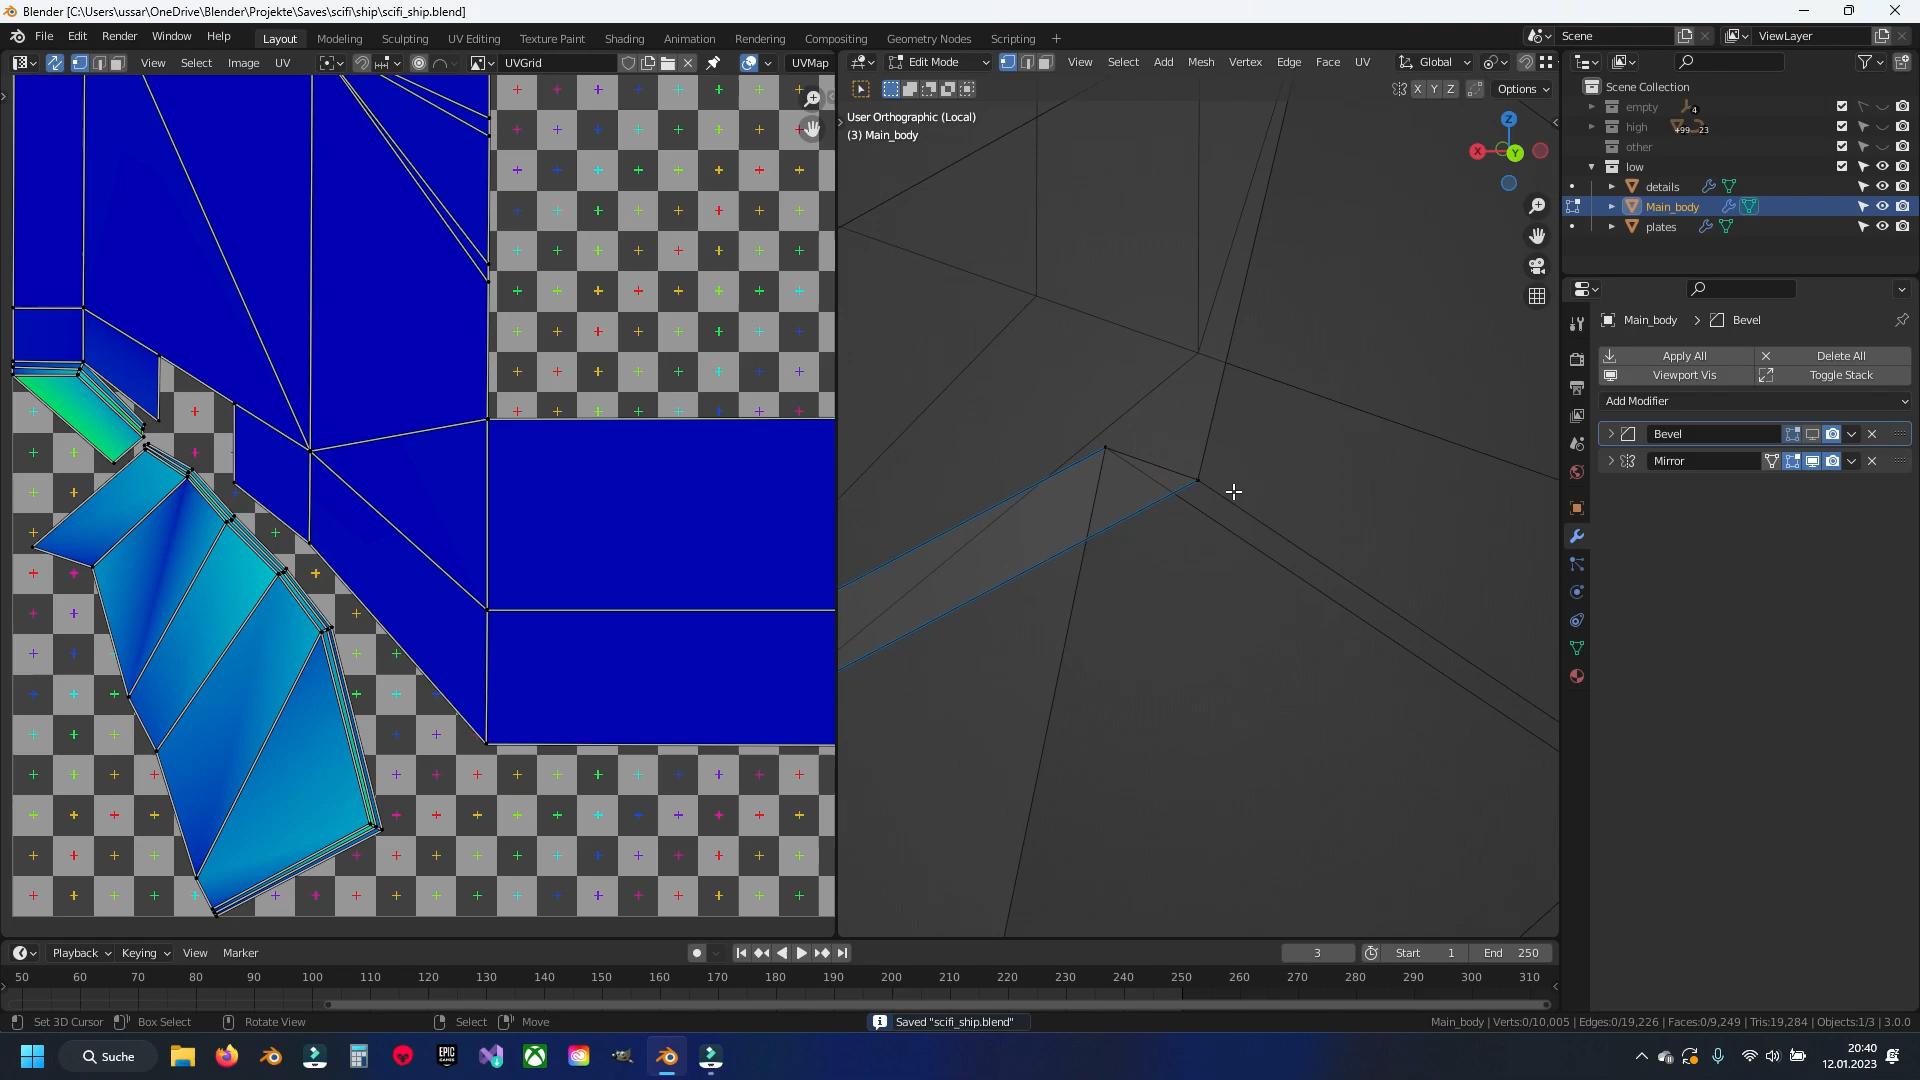 Blender [C:\Users\ussar\OneDrive\Blender\Projekte\Saves\scifi\ship\scifi_ship.blend]
File Edit Render Window Help
Layout Modeling Sculpting UV Editing Texture Paint Shading Animation Rendering Compositing Geometry Nodes Scripting +
Scene
ViewLayer
View Select Image UV
UVGrid
UVMap
Edit Mode
View Select Add Mesh Vertex Edge Face UV
Global
X Y Z
Options
User Orthographic (Local)
(3) Main_body
Z
X
Y
Scene Collection
empty 4
high +99 23
other
low
details
Main_body
plates
Main_body > Bevel
Apply All
Delete All
Viewport Vis
Toggle Stack
Add Modifier
Bevel
Mirror
Playback Keying View Marker
3
Start 1
End 250
50 60 70 80 90 100 110 120 130 140 150 160 170 180 190 200 210 220 230 240 250 260 270 280 290 300 310
Set 3D Cursor Box Select Rotate View Select Move
Saved "scifi_ship.blend"
Main_body | Verts:0/10,005 | Edges:0/19,226 | Faces:0/9,249 | Tris:19,284 | Objects:1/3 | 3.0.0
Suche
EPIC GAMES
20:40
12.01.2023